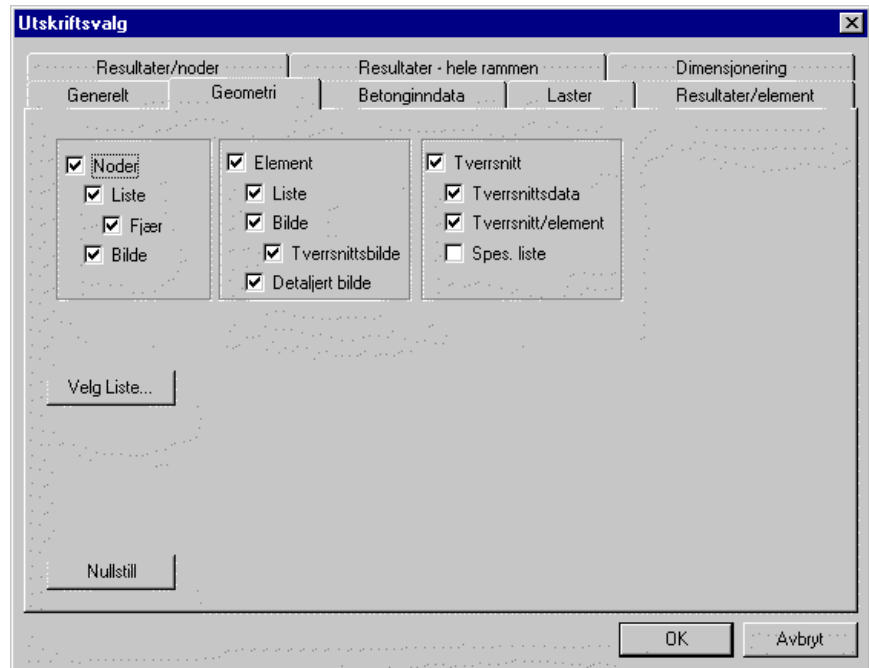 Utskriftsvalg
Resultater/noder
Resultater - hele rammen
Dimensjonering
Generelt
Geometri
Betonginndata
Laster
Resultater/element
Noder
Liste
Fjær
Bilde
Element
Liste
Bilde
Tverrsnittsbilde
Detaljert bilde
Tverrsnitt
Tverrsnittsdata
Tverrsnitt/element
Spes. liste
Velg Liste...
Nullstill
OK
Avbryt